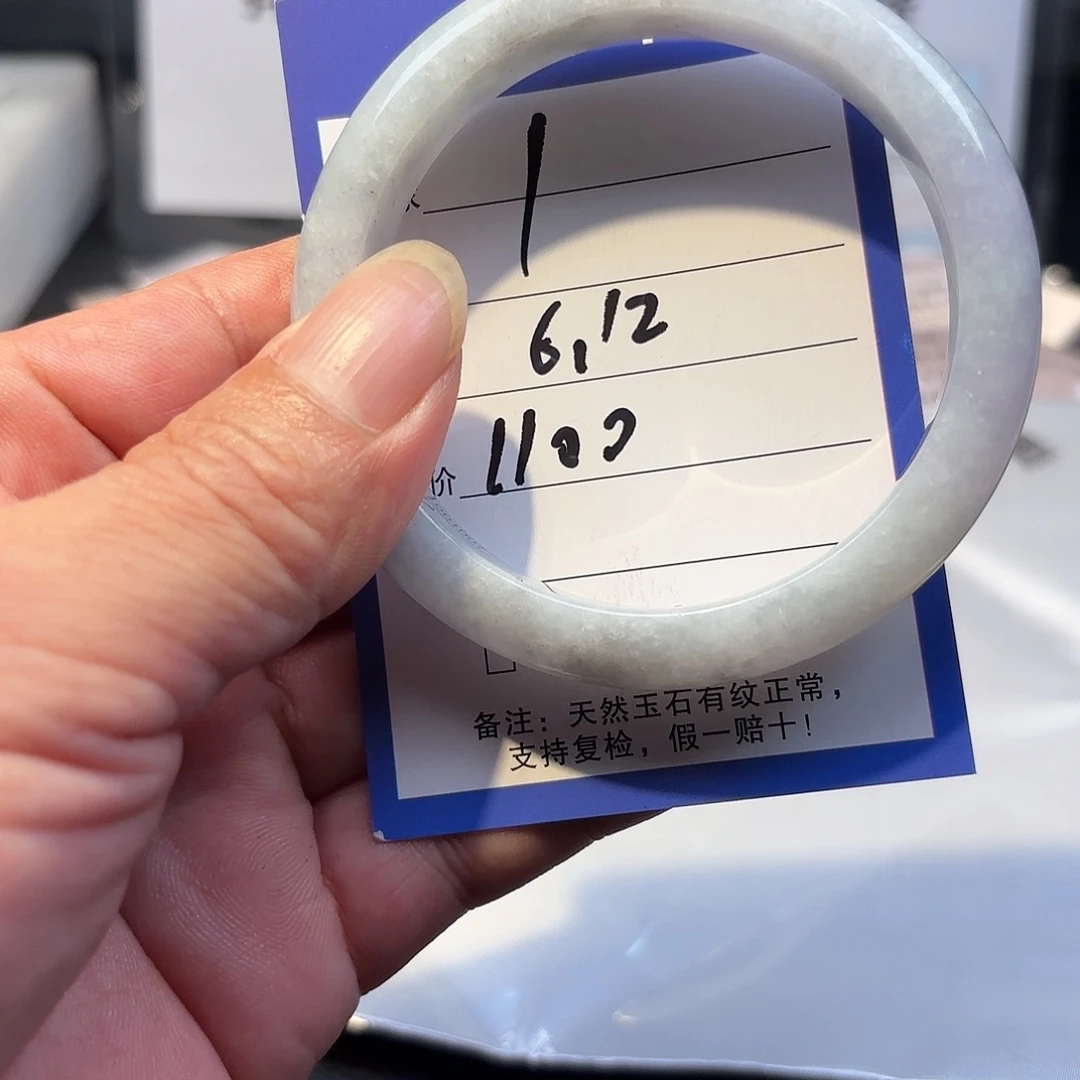 1
6.12
价 1100
备注：天然玉石有纹正常，
支持复检，假一赔十！